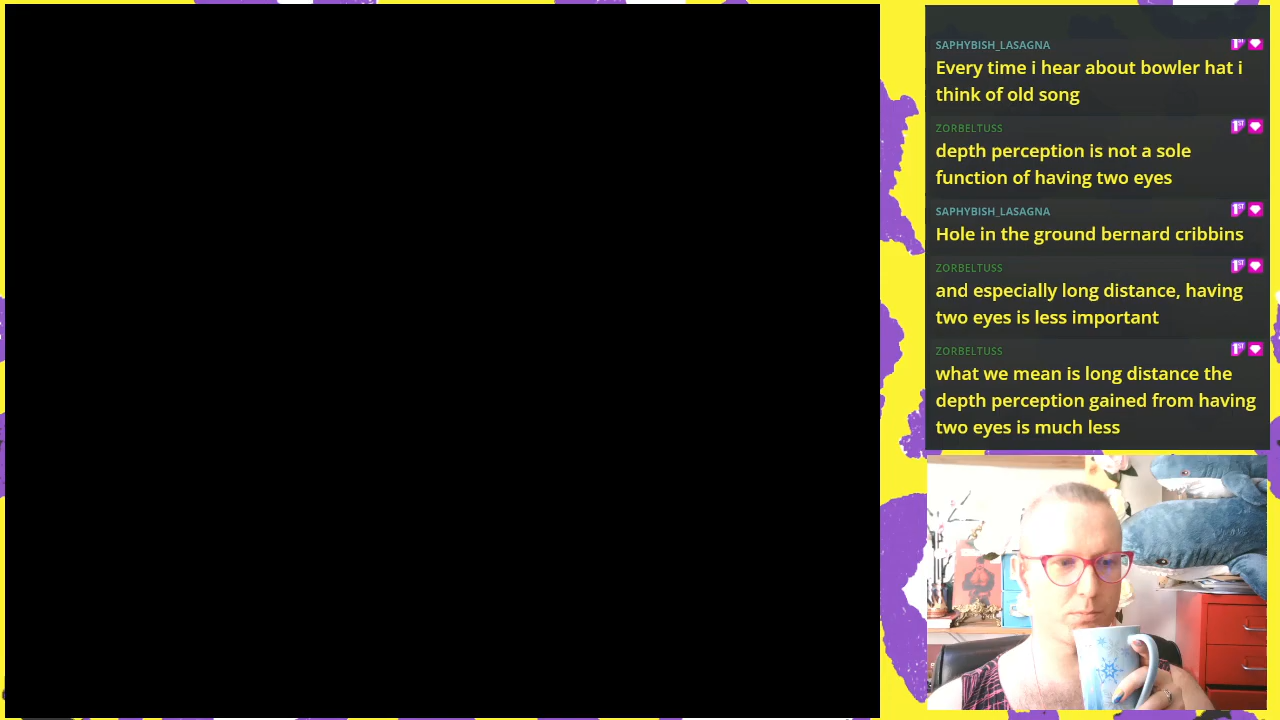 SAPHYBISH_LASAGNA
Every time i hear about bowler hat i
think of old song
ZORBELTUSS
depth perception is not a sole
function of having two eyes
SAPHYBISH_LASAGNA
Hole in the ground bernard cribbins
ZORBELTUSS
and especially long distance, having
two eyes is less important
ZORBELTUSS
what we mean is long distance the
depth perception gained from having
two eyes is much less